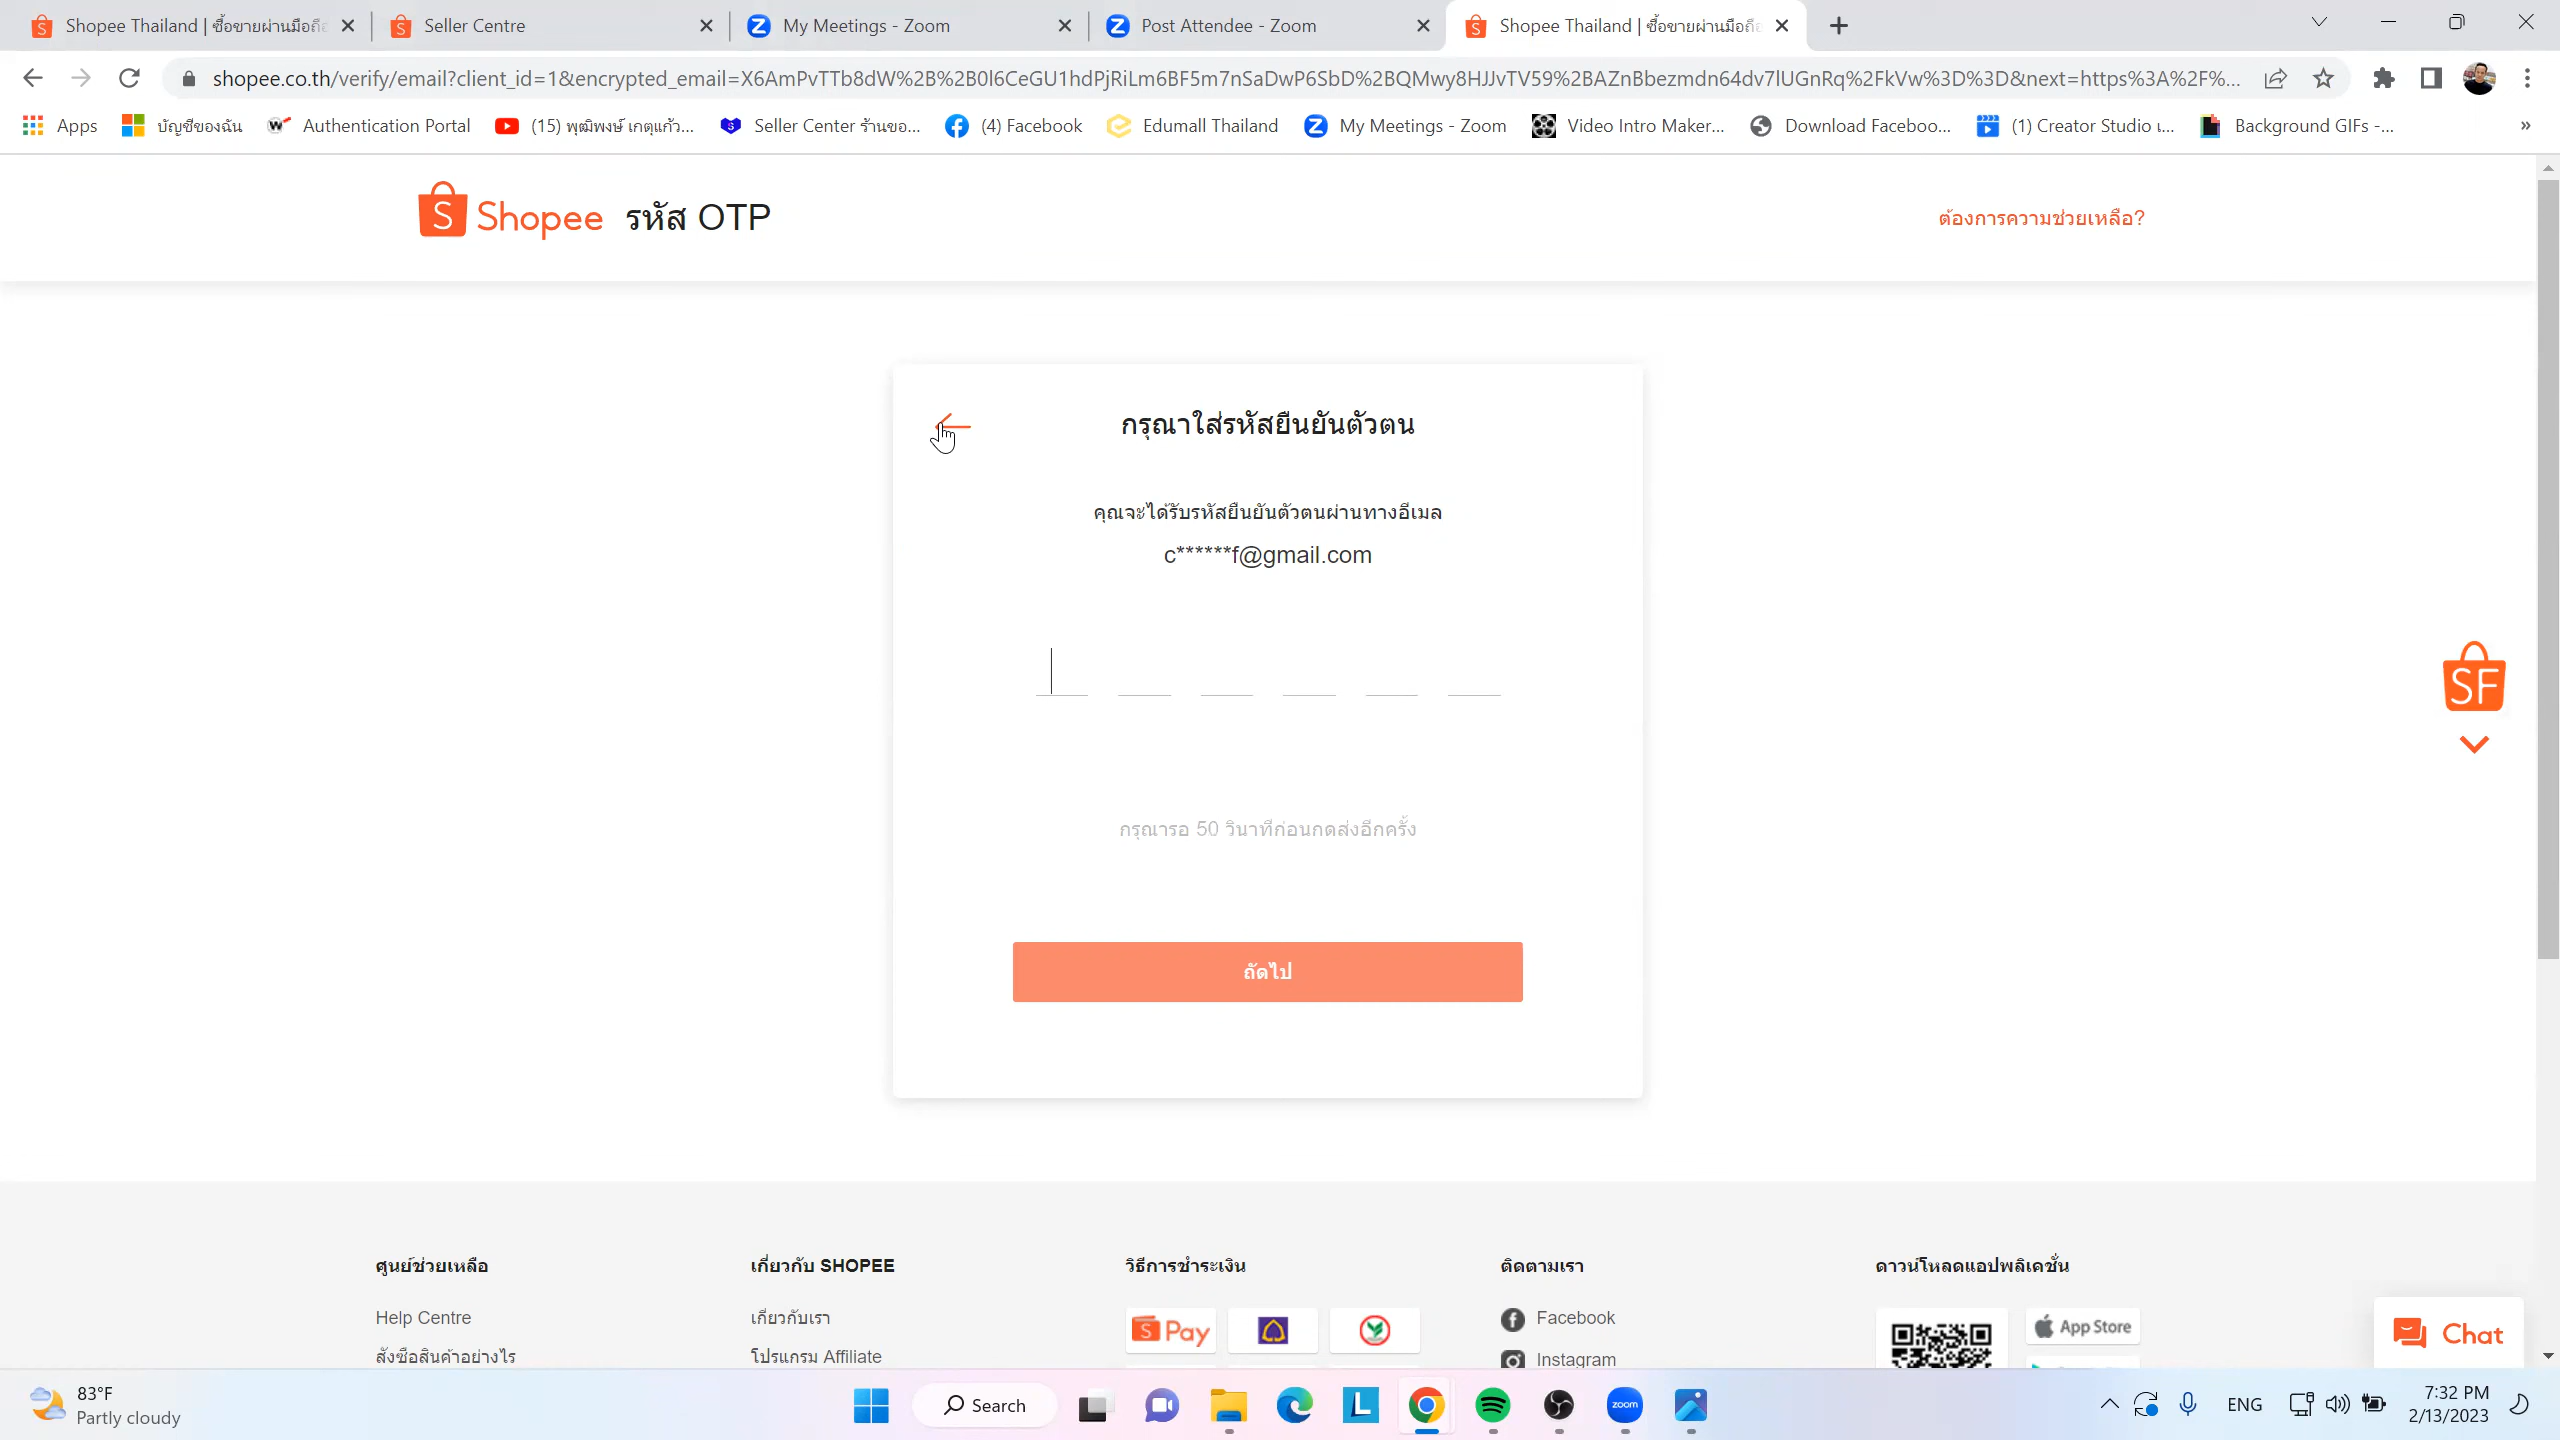 Shopee Thailand | ซื้อขายผ่านมือถือ
Seller Centre
My Meetings - Zoom
Post Attendee - Zoom
Shopee Thailand | ซื้อขายผ่านมือถือ
shopee.co.th/verify/email?client_id=1&encrypted_email=X6AmPvTTb8dW%2B%2B0l6CeGU1hdPjRiLm6BF5m7nSaDwP6SbD%2BQMwy8HJJvTV59%2BAZnBbezmdn64dv7lUGnRq%2FkVw%3D%3D&next=https%3A%2F%...
Apps
บัญชีของฉัน
Authentication Portal
(15) พุฒิพงษ์ เกตุแก้ว...
Seller Center ร้านขอ...
(4) Facebook
Edumall Thailand
My Meetings - Zoom
Video Intro Maker...
Download Faceboo...
(1) Creator Studio เ...
Background GIFs -...
»
Shopee รหัส OTP
ต้องการความช่วยเหลือ?
กรุณาใส่รหัสยืนยันตัวตน
คุณจะได้รับรหัสยืนยันตัวตนผ่านทางอีเมล
c******f@gmail.com
SF
กรุณารอ 50 วินาทีก่อนกดส่งอีกครั้ง
ถัดไป
ศูนย์ช่วยเหลือ
Help Centre
สั่งซื้อสินค้าอย่างไร
เกี่ยวกับ SHOPEE
เกี่ยวกับเรา
โปรแกรม Affiliate
วิธีการชำระเงิน
S Pay
ติดตามเรา
Facebook
Instagram
ดาวน์โหลดแอปพลิเคชั่น
App Store
Chat
83°F
Partly cloudy
Search
L
zoom
ENG
7:32 PM
2/13/2023